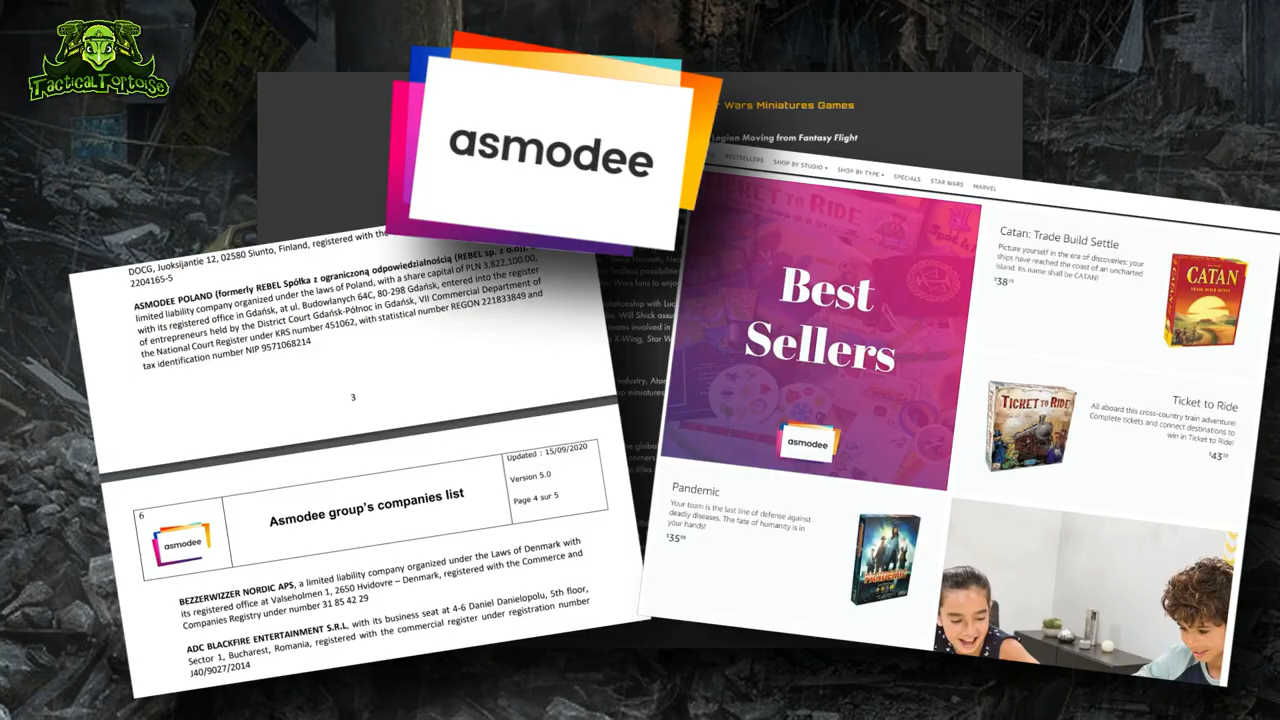 TacticalTortoise
asmodee
r Wars Miniatures Games
Legion Moving from Fantasy Flight
BESTSELLERS SHOP BY STUDIO SHOP BY TYPE SPECIALS STAR WARS MARVEL
DOCG, Juoksijantie 12, 02580 Siunto, Finland, registered with the
2204165-5
ASMODEE POLAND (formerly REBEL Spółka z ograniczoną odpowiedzialnością (REBEL sp. z o.o)), a
limited liability company organized under the laws of Poland, with a share capital of PLN 3,822,100.00,
with its registered office in Gdańsk, at ul. Budowlanych 64C, 80-298 Gdańsk, entered into the register
of entrepreneurs held by the District Court Gdańsk-Północ in Gdańsk, VII Commercial Department of
the National Court Register under KRS number 451062, with statistical number REGON 221833849 and
tax identification number NIP 9571068214
3
6
asmodee
Asmodee group's companies list
Updated : 15/09/2020
Version 5.0
Page 4 sur 5
BEZZERWIZZER NORDIC APS, a limited liability company organized under the Laws of Denmark with
its registered office at Valseholmen 1, 2650 Hvidovre – Denmark, registered with the Commerce and
Companies Registry under number 31 85 42 29
ADC BLACKFIRE ENTERTAINMENT S.R.L, with its business seat at 4-6 Daniel Danielopolu, 5th floor,
Sector 1, Bucharest, Romania, registered with the commercial register under registration number
J40/9027/2014
TICKET TO RIDE
Best
Sellers
asmodee
Catan: Trade Build Settle
Picture yourself in the era of discoveries: your
ships have reached the coast of an uncharted
island. Its name shall be CATAN!
CATAN
TRADE BUILD SETTLE
TICKET TO RIDE
Ticket to Ride
All aboard this cross-country train adventure!
Complete tickets and connect destinations to
win in Ticket to Ride!
Pandemic
Your team is the last line of defense against
deadly diseases. The fate of humanity is in
your hands!
PANDEMIC